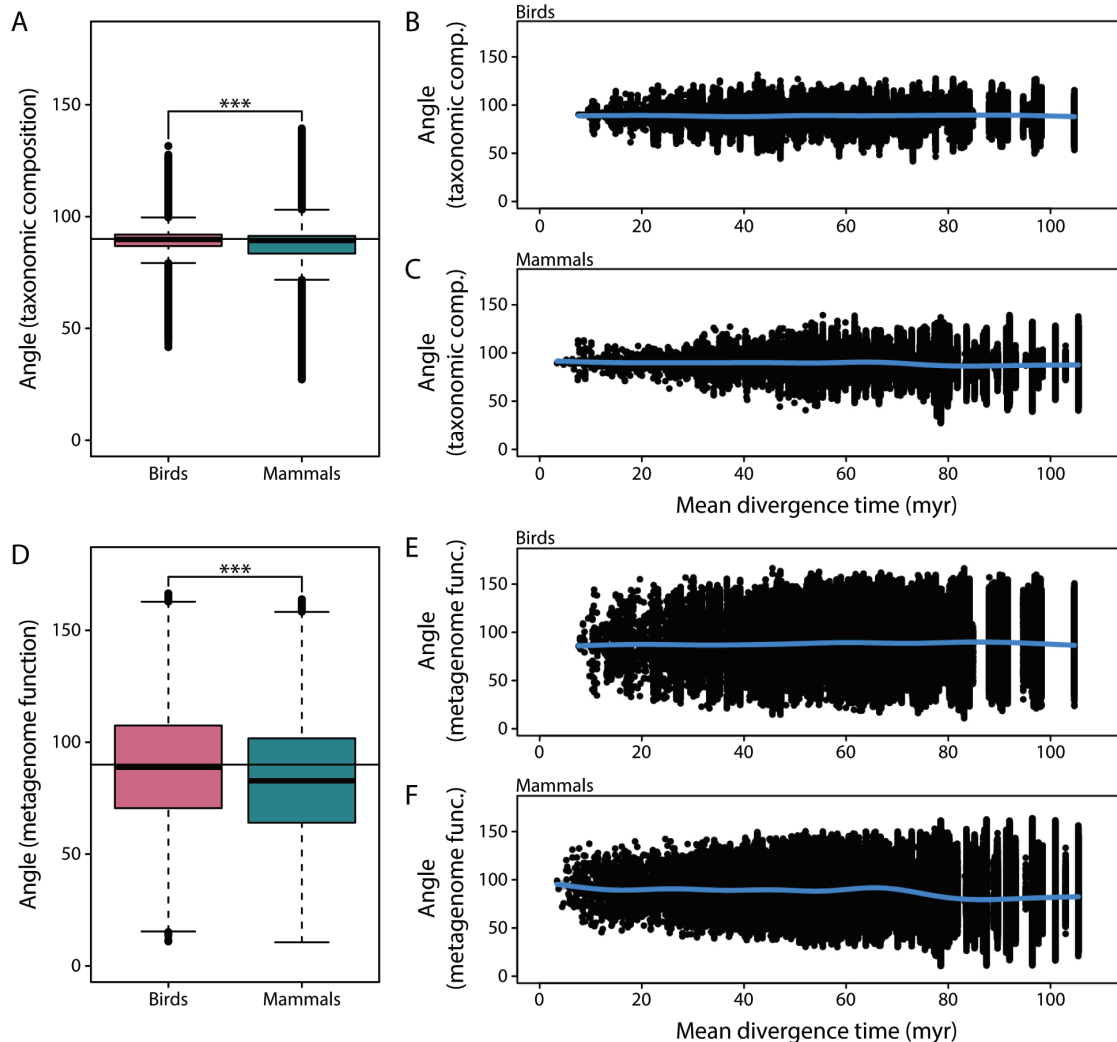 A
Angle (taxonomic composition)
150
100
50
0
***
Birds
Mammals
B
Birds
Angle
(taxonomic comp.)
150
100
50
0
0 20 40 60 80 100
C
Mammals
Angle
(taxonomic comp.)
150
100
50
0
0 20 40 60 80 100
Mean divergence time (myr)
D
Angle (metagenome function)
150
100
50
0
***
Birds
Mammals
E
Birds
Angle
(metagenome func.)
150
100
50
0
0 20 40 60 80 100
F
Mammals
Angle
(metagenome func.)
150
100
50
0
0 20 40 60 80 100
Mean divergence time (myr)